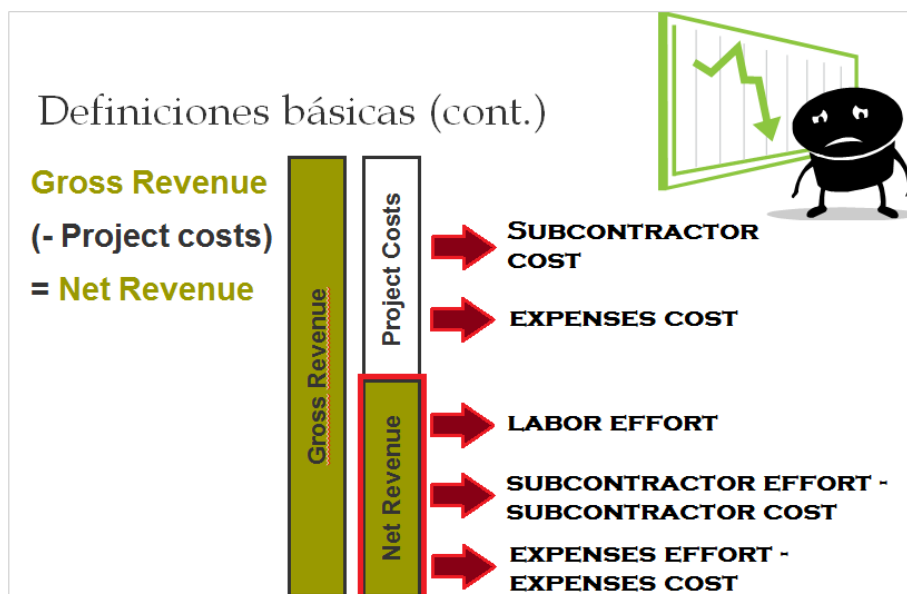 Definiciones básicas (cont.)
Gross Revenue
(- Project costs)
= Net Revenue
Gross Revenue
Project Costs
Net Revenue
SUBCONTRACTOR
COST
EXPENSES COST
LABOR EFFORT
SUBCONTRACTOR EFFORT -
SUBCONTRACTOR COST
EXPENSES EFFORT -
EXPENSES COST